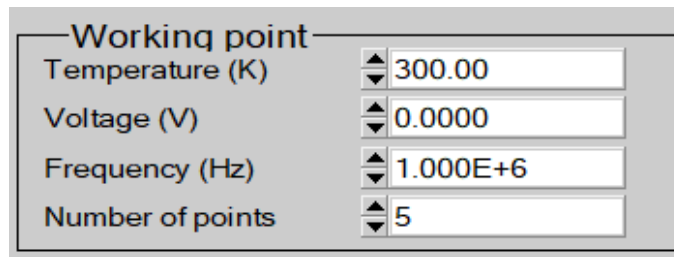 Working point
Temperature (K) 300.00
Voltage (V) 0.0000
Frequency (Hz) 1.000E+6
Number of points 5